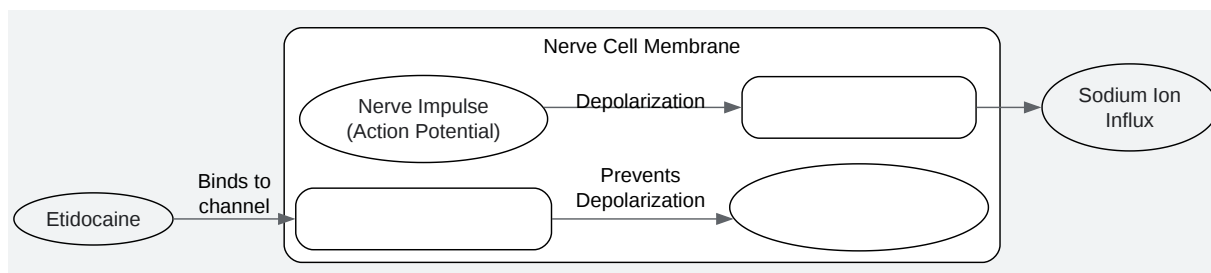 Nerve Cell Membrane
Nerve Impulse
(Action Potential)
Depolarization
Sodium Ion
Influx
Etidocaine
Binds to
channel
Prevents
Depolarization